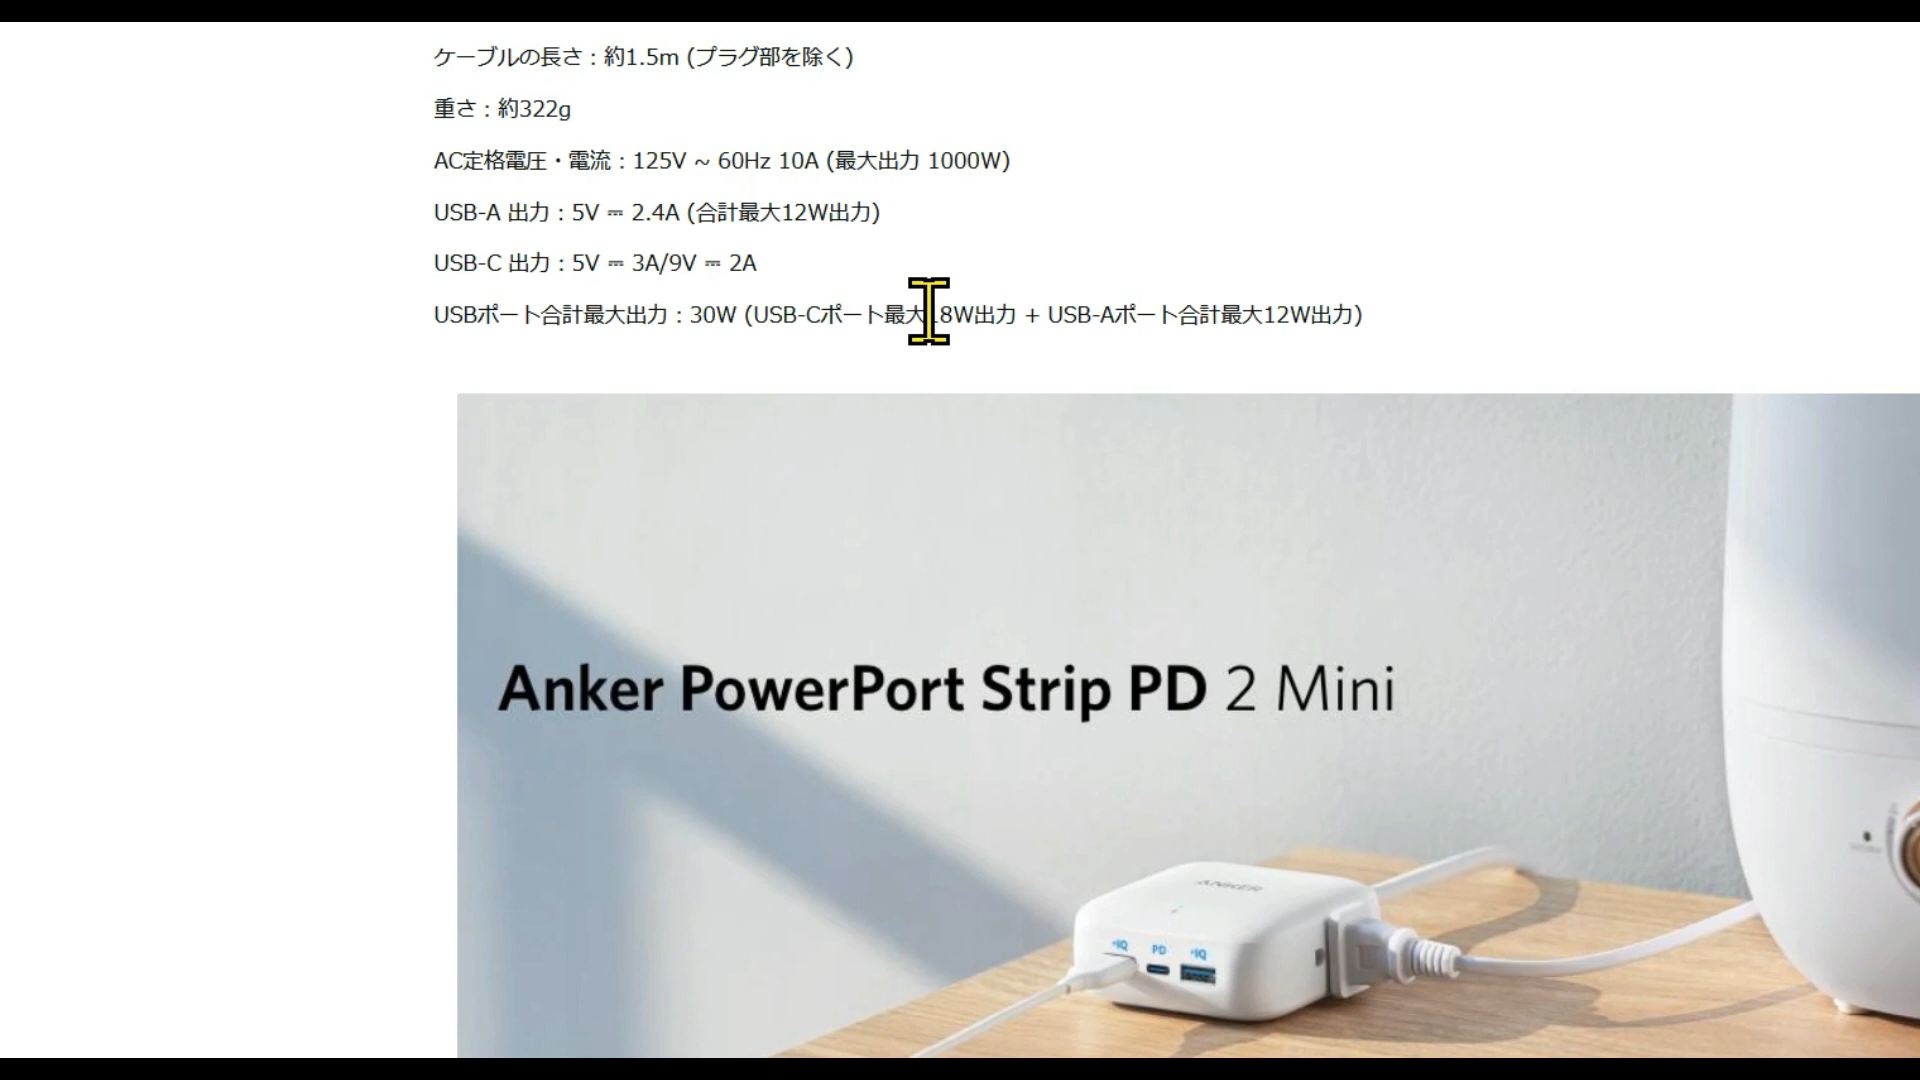 ケーブルの長さ：約1.5m (プラグ部を除く)
重さ：約322g
AC定格電圧・電流：125V ~ 60Hz 10A (最大出力 1000W)
USB-A 出力：5V ⎓ 2.4A (合計最大12W出力)
USB-C 出力：5V ⎓ 3A/9V ⎓ 2A
USBポート合計最大出力：30W (USB-Cポート最大18W出力 + USB-Aポート合計最大12W出力)
Anker PowerPort Strip PD 2 Mini
ANKER
IQ PD IQ